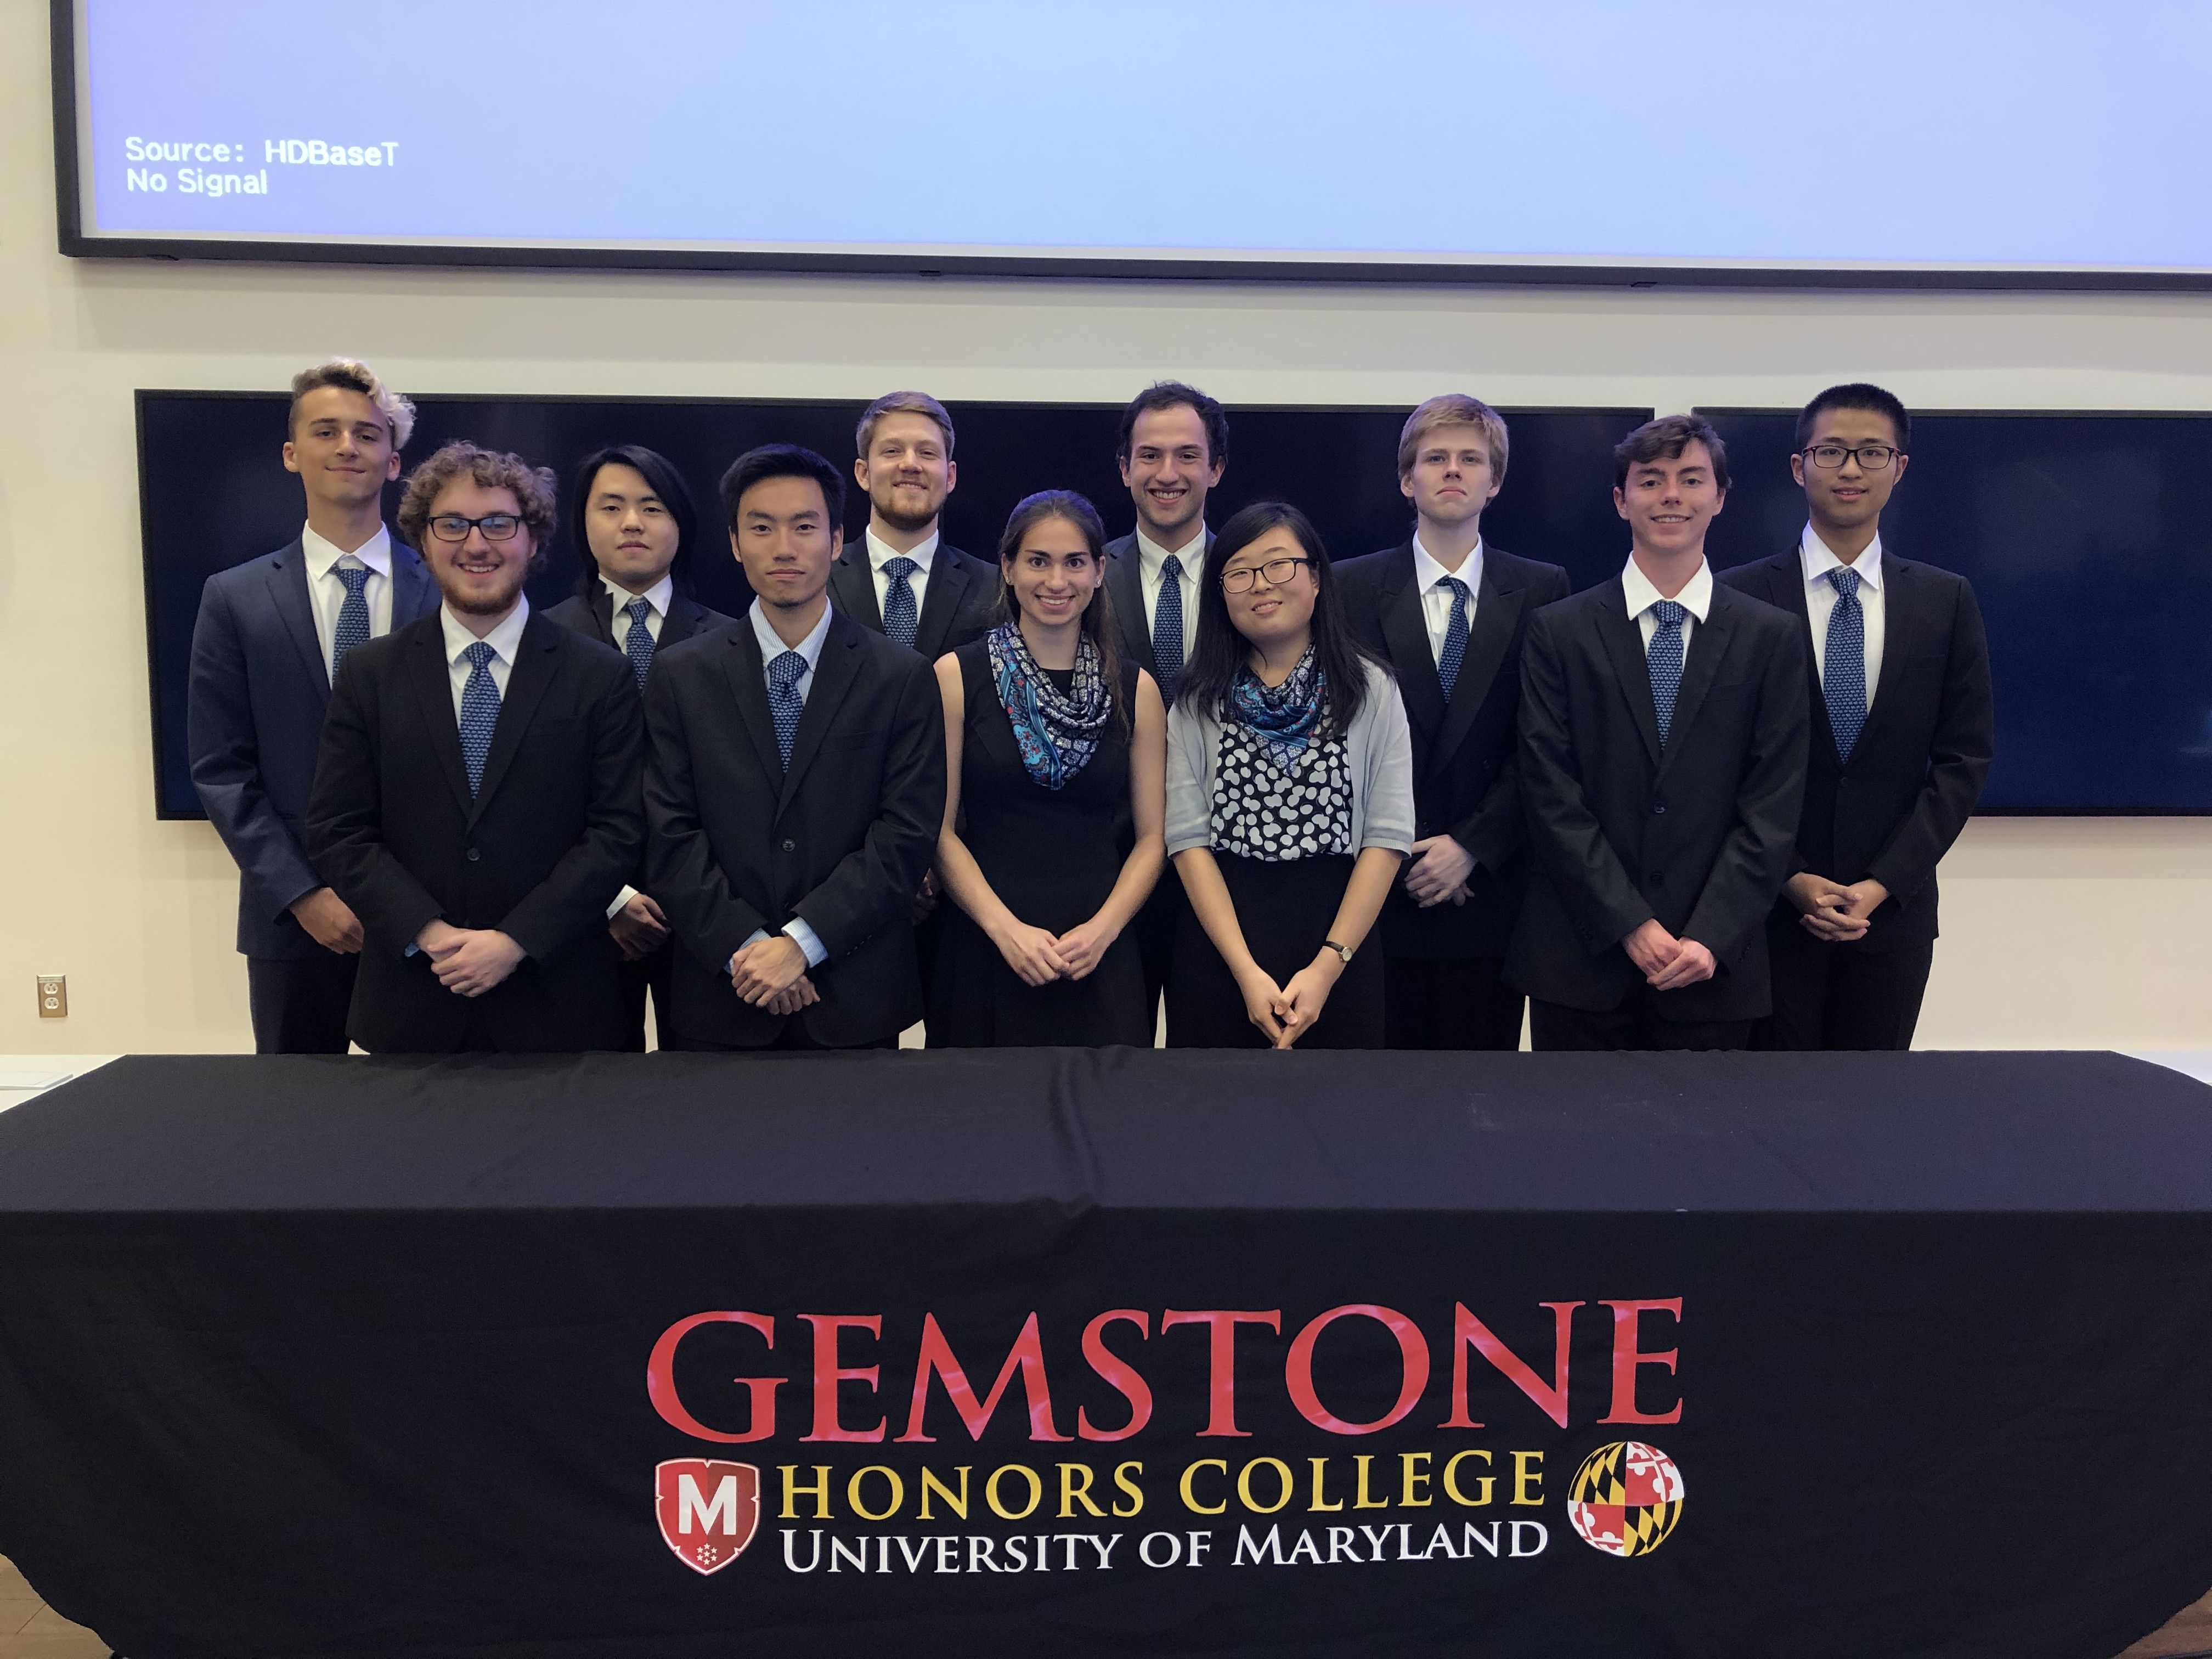 Source: HDBaseT
No Signal
GEMSTONE
M
HONORS COLLEGE
UNIVERSITY OF MARYLAND